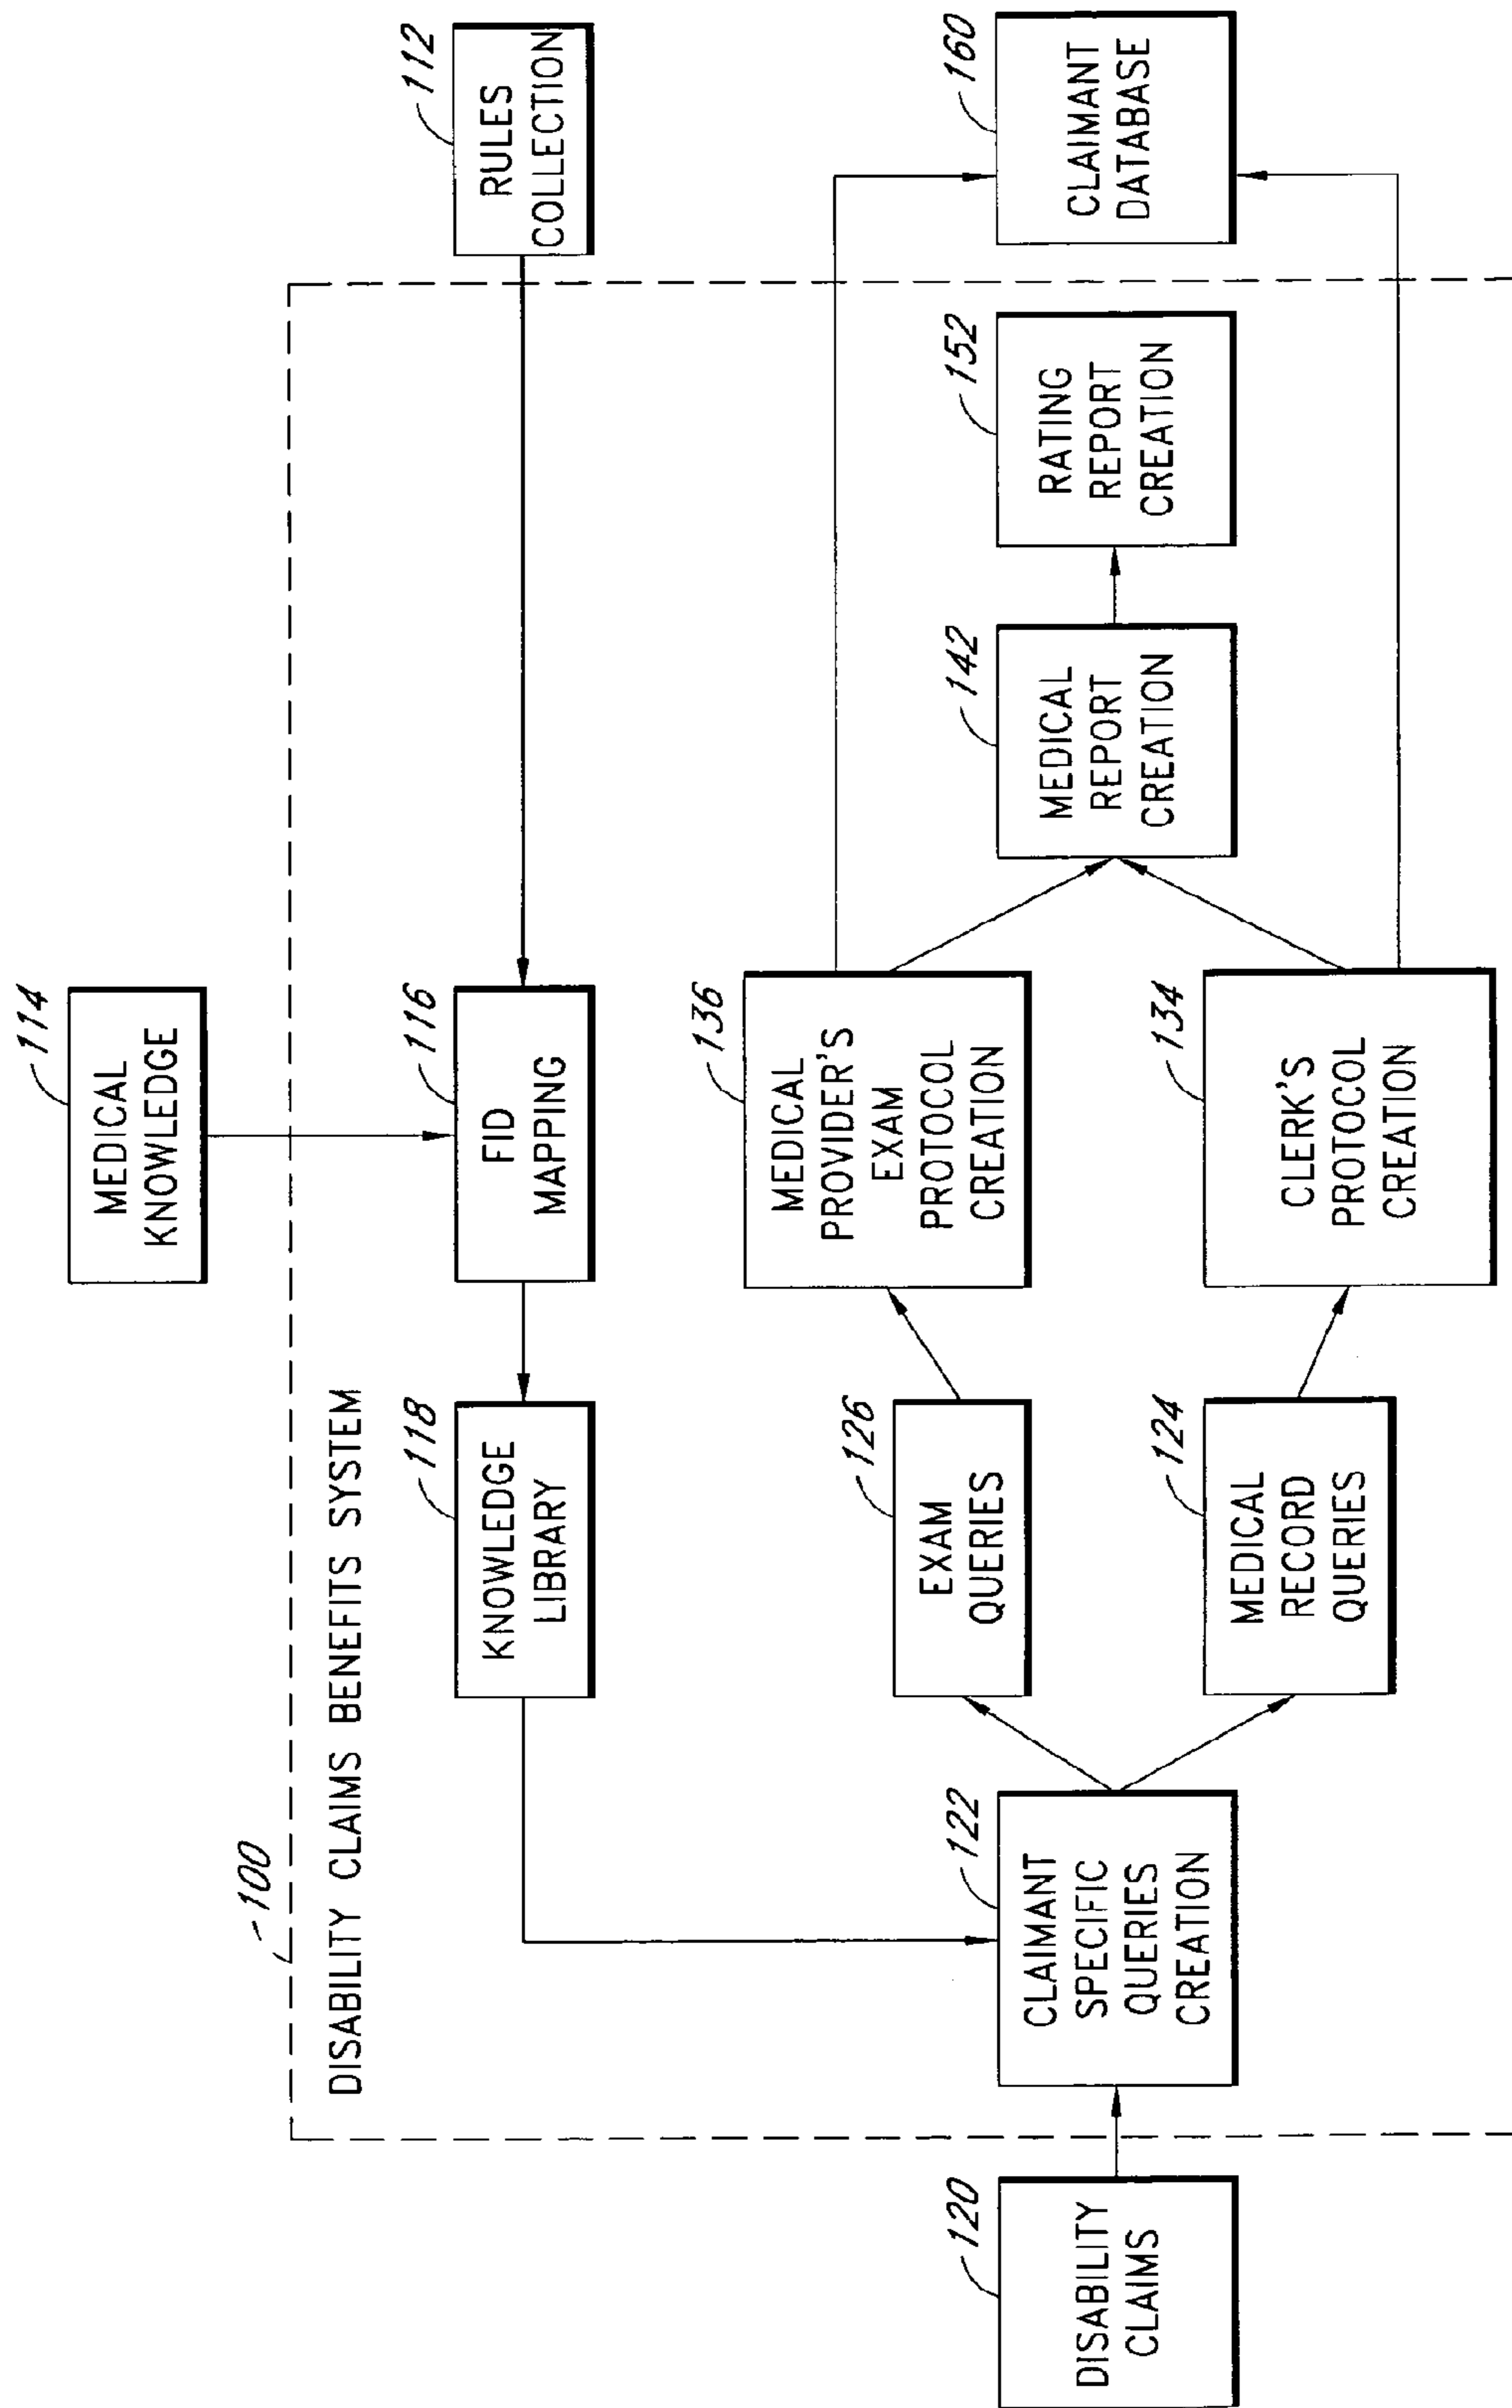 114
MEDICAL
KNOWLEDGE
100
DISABILITY CLAIMS BENEFITS SYSTEM
118
KNOWLEDGE
LIBRARY
116
FID
MAPPING
112
RULES
COLLECTION
120
DISABILITY
CLAIMS
122
CLAIMANT
SPECIFIC
QUERIES
CREATION
126
EXAM
QUERIES
124
MEDICAL
RECORD
QUERIES
136
MEDICAL
PROVIDER'S
EXAM
PROTOCOL
CREATION
134
CLERK'S
PROTOCOL
CREATION
142
MEDICAL
REPORT
CREATION
152
RATING
REPORT
CREATION
160
CLAIMANT
DATABASE